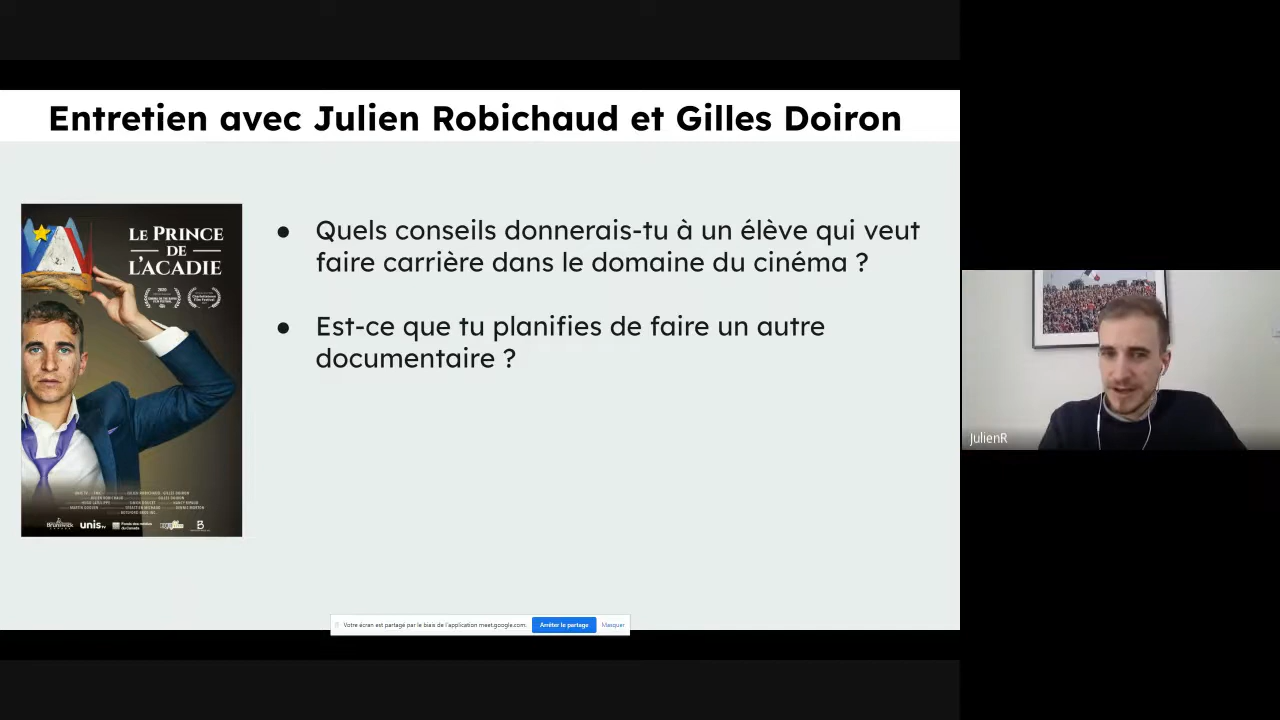 Entretien avec Julien Robichaud et Gilles Doiron
LE PRINCE
DE
L'ACADIE
● Quels conseils donnerais-tu à un élève qui veut
faire carrière dans le domaine du cinéma ?
● Est-ce que tu planifies de faire un autre
documentaire ?
unis.tv
JulienR
Votre écran est partagé par le biais de l'application meet.google.com.
Arrêter le partage
Masquer